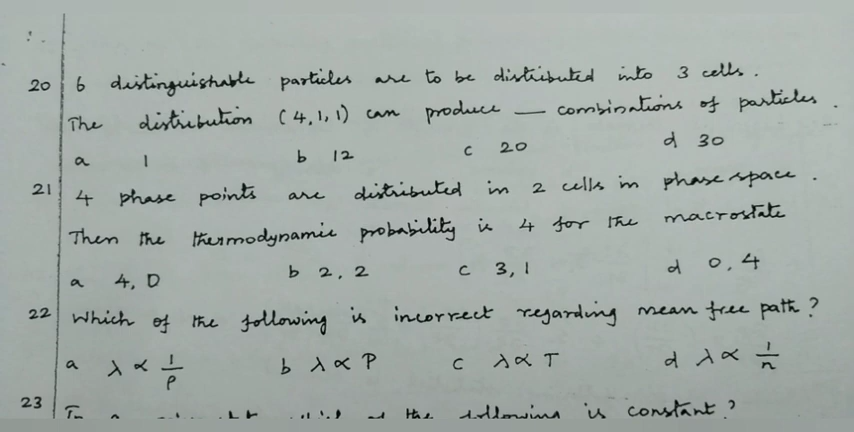 20 6 distinguishable particles are to be distributed into 3 cells.
The distribution (4,1,1) can produce — combinations of particles.
a 1 b 12 c 20 d 30
21 4 phase points are distributed in 2 cells in phase space.
Then the thermodynamic probability is 4 for the macrostate
a 4, 0 b 2, 2 c 3, 1 d 0, 4
22 Which of the following is incorrect regarding mean free path?
a λ ∝ 1/P b λ ∝ P c λ ∝ T d λ ∝ 1/n
23 the following is constant?